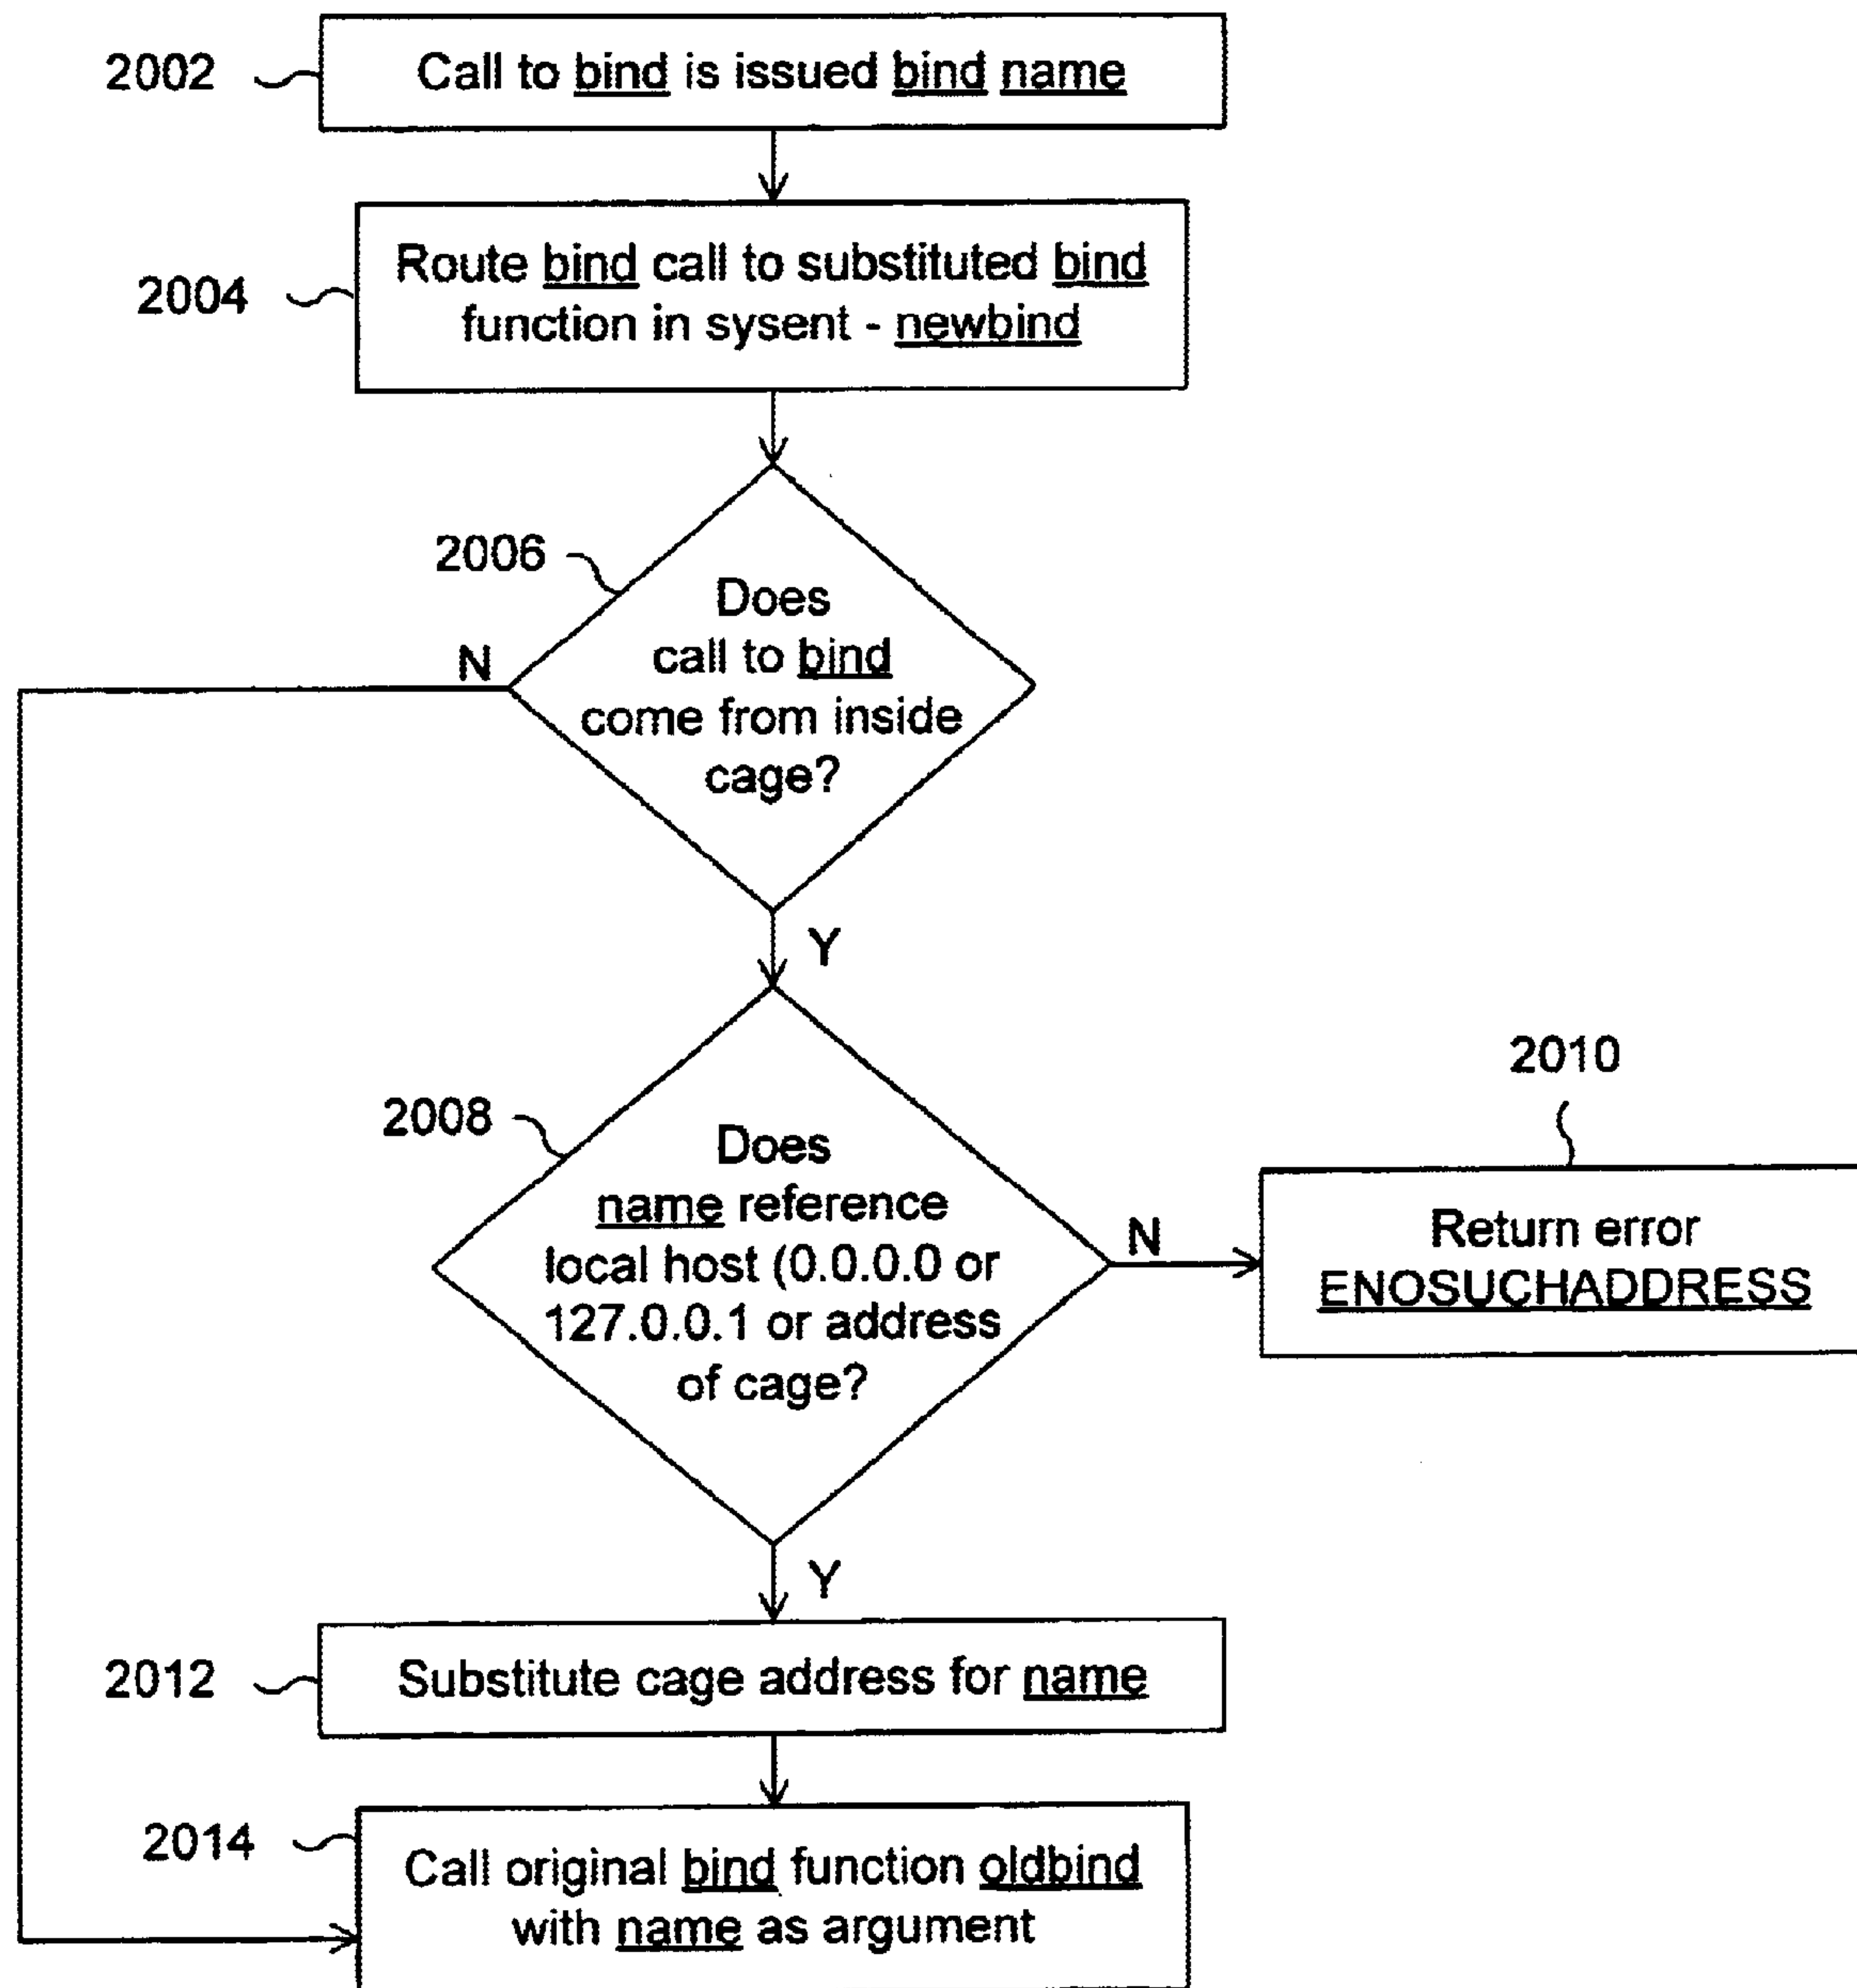 2002
Call to bind is issued bind name
2004
Route bind call to substituted bind
function in sysent - newbind
2006
Does
call to bind
come from inside
cage?
N
Y
2008
Does
name reference
local host (0.0.0.0 or
127.0.0.1 or address
of cage?
N
2010
Return error
ENOSUCHADDRESS
Y
2012
Substitute cage address for name
2014
Call original bind function oldbind
with name as argument